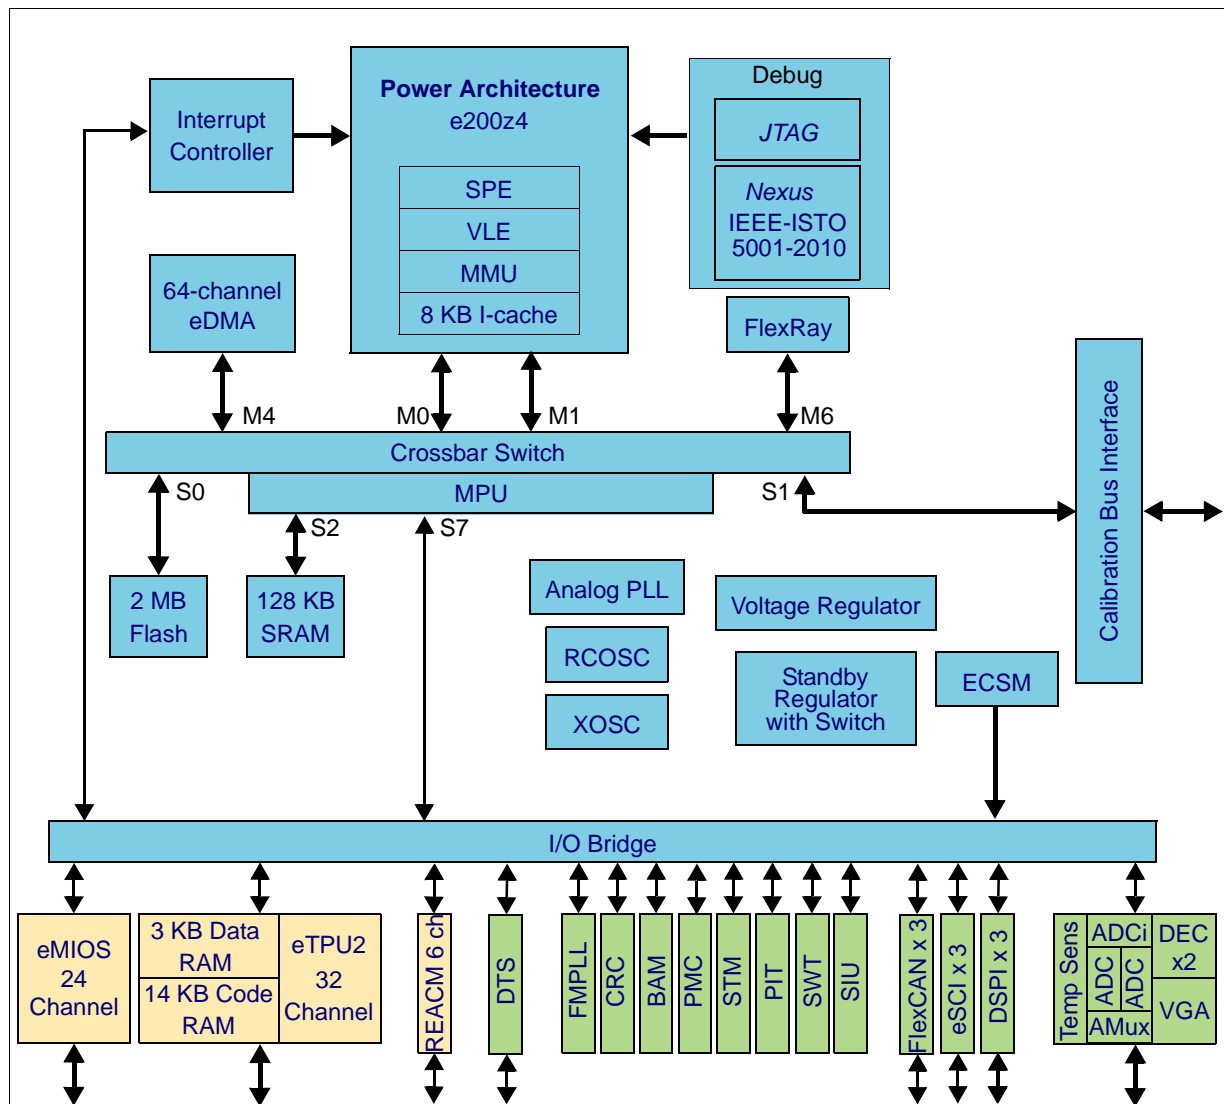 Debug
Power Architecture
e200z4
Interrupt
Controller
JTAG
SPE
VLE
MMU
8 KB I-cache
Nexus
IEEE-ISTO
5001-2010
64-channel
eDMA
FlexRay
M4
M0
M1
M6
Crossbar Switch
MPU
S0
S2
S7
S1
Calibration Bus Interface
2 MB
Flash
128 KB
SRAM
Analog PLL
Voltage Regulator
RCOSC
XOSC
Standby
Regulator
with Switch
ECSM
I/O Bridge
eMIOS
24
Channel
3 KB Data
RAM
14 KB Code
RAM
eTPU2
32
Channel
REACM 6 ch
DTS
FMPLL
CRC
BAM
PMC
STM
PIT
SWT
SIU
FlexCAN x 3
eSCI x 3
DSPI x 3
Temp Sens
ADCi
ADC
ADC
AMux
DEC
x2
VGA